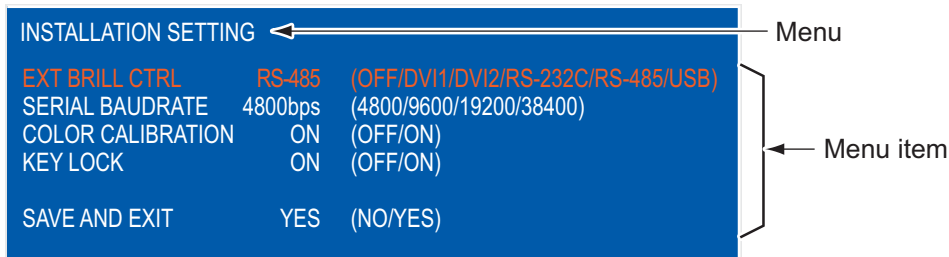 INSTALLATION SETTING
Menu
EXT BRILL CTRL RS-485 (OFF/DVI1/DVI2/RS-232C/RS-485/USB)
SERIAL BAUDRATE 4800bps (4800/9600/19200/38400)
COLOR CALIBRATION ON (OFF/ON)
KEY LOCK ON (OFF/ON)
Menu item
SAVE AND EXIT YES (NO/YES)